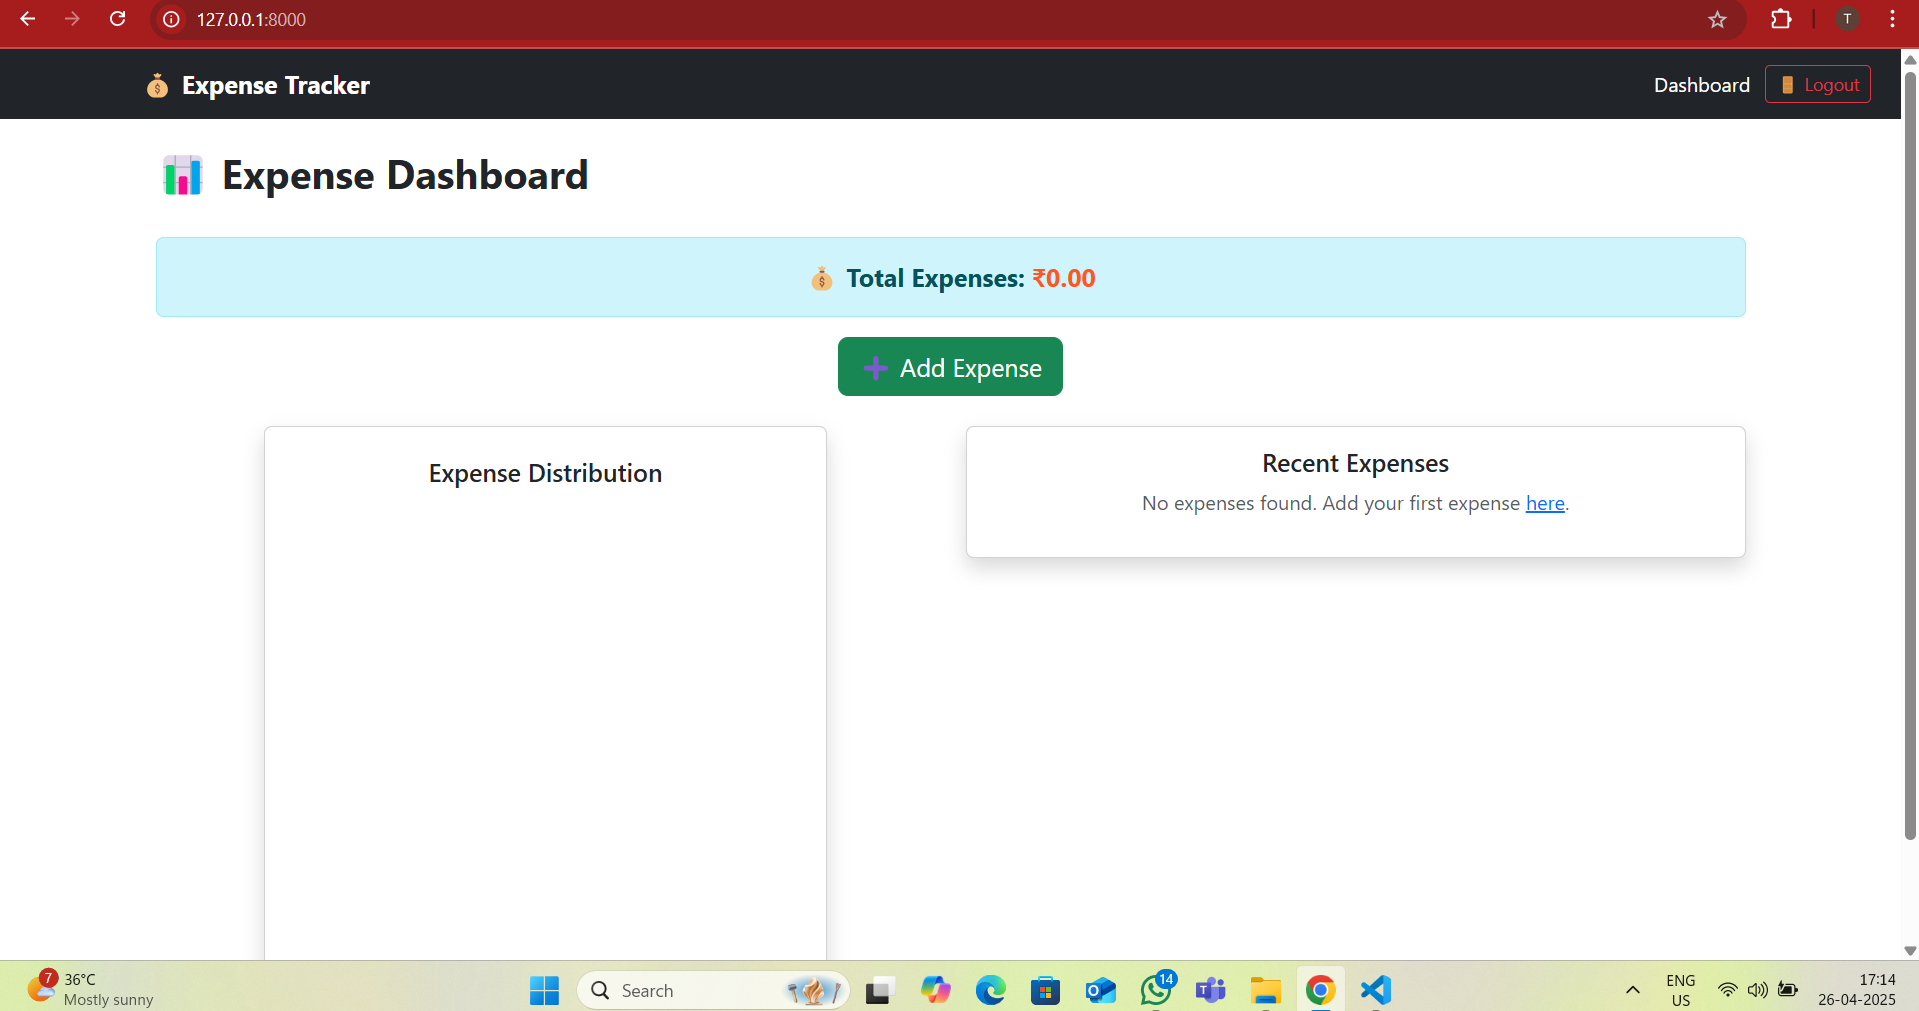 127.0.0.1:8000
T
Expense Tracker
Dashboard
Logout
Expense Dashboard
Total Expenses: ₹0.00
Add Expense
Expense Distribution
Recent Expenses
No expenses found. Add your first expense here.
7
36°C
Mostly sunny
Search
14
ENG
US
17:14
26-04-2025